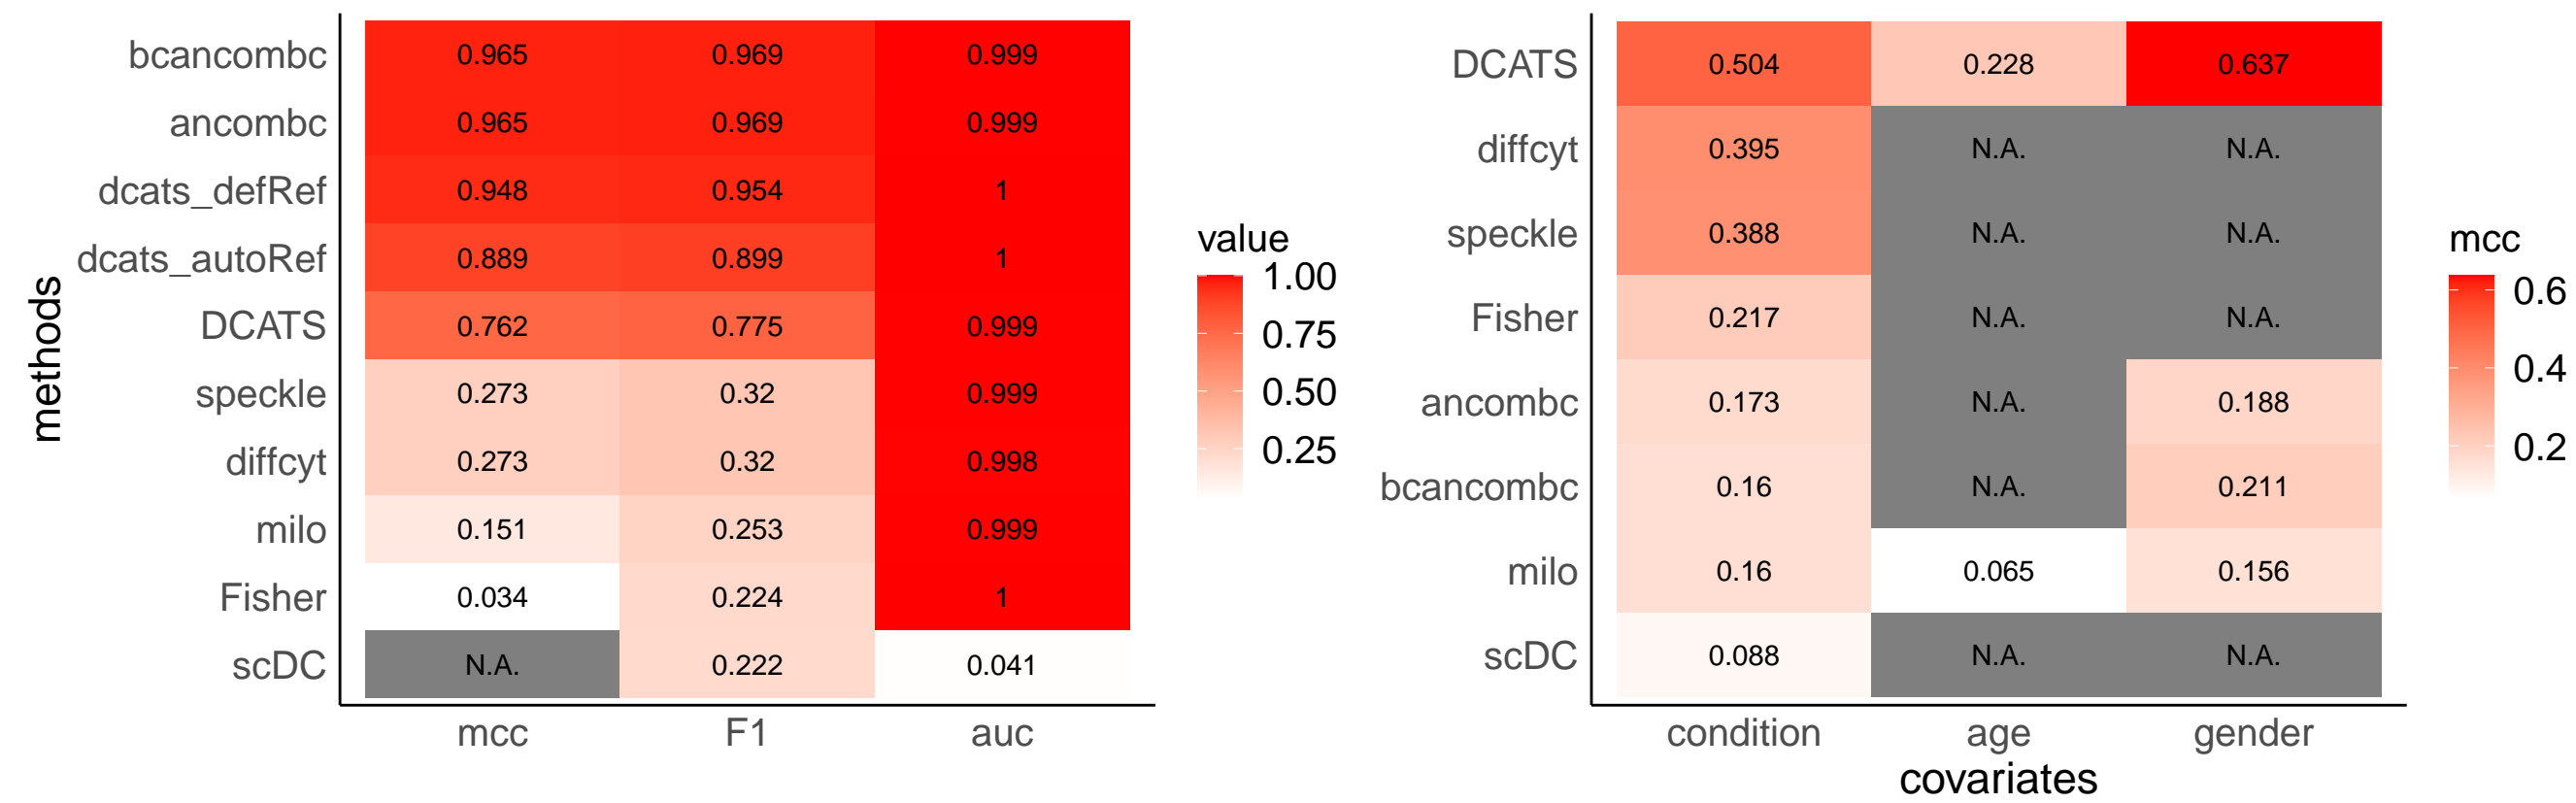 methods
bcancombc 0.965 0.969 0.999
ancombc 0.965 0.969 0.999
dcats_defRef 0.948 0.954 1
dcats_autoRef 0.889 0.899 1
DCATS 0.762 0.775 0.999
speckle 0.273 0.32 0.999
diffcyt 0.273 0.32 0.998
milo 0.151 0.253 0.999
Fisher 0.034 0.224 1
scDC N.A. 0.222 0.041
mcc F1 auc
value
1.00
0.75
0.50
0.25
DCATS 0.504 0.228 0.637
diffcyt 0.395 N.A. N.A.
speckle 0.388 N.A. N.A.
Fisher 0.217 N.A. N.A.
ancombc 0.173 N.A. 0.188
bcancombc 0.16 N.A. 0.211
milo 0.16 0.065 0.156
scDC 0.088 N.A. N.A.
condition age gender
covariates
mcc
0.6
0.4
0.2